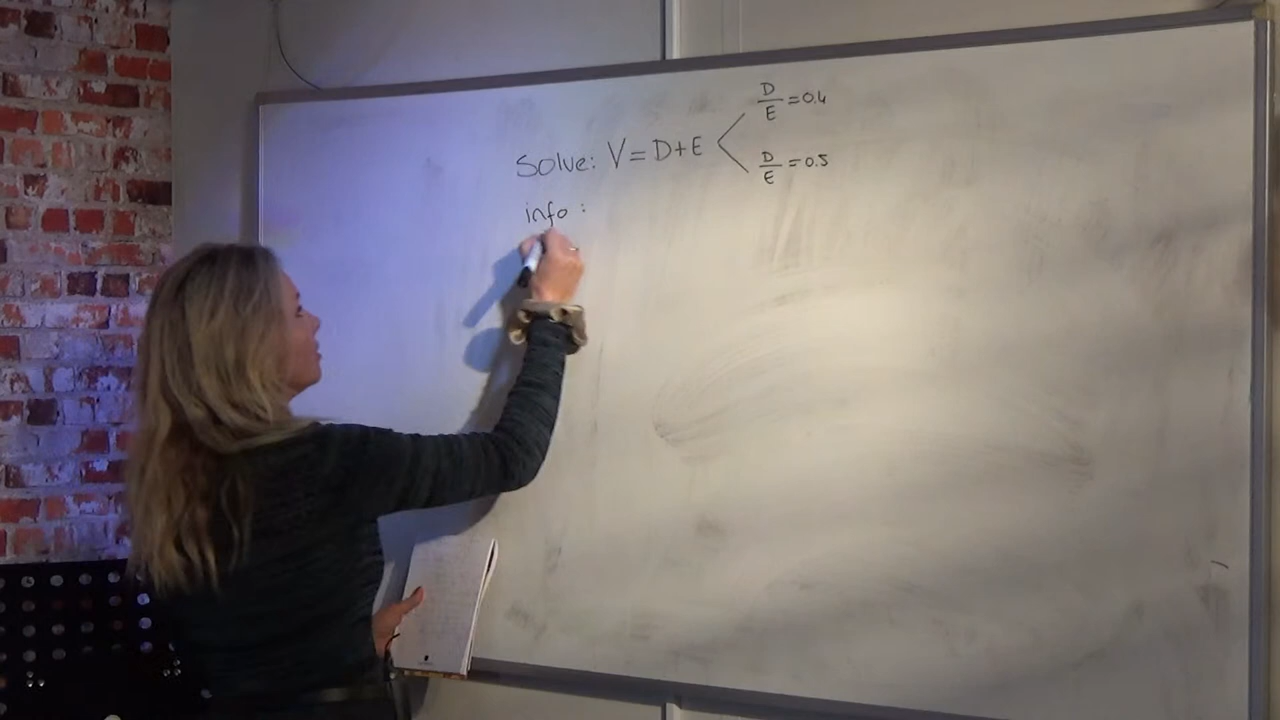 Solve: V = D+E < D/E = 0.4
D/E = 0.5
info :